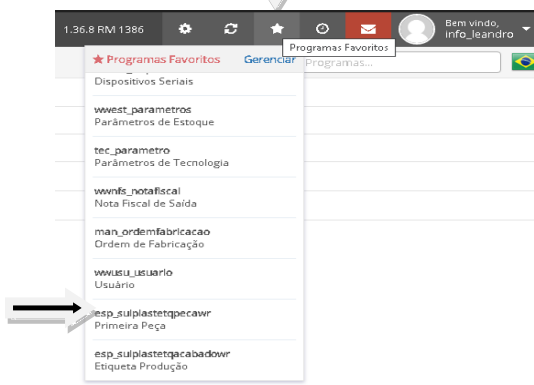 1.36.8 RM 1386
Bem vindo,
info_leandro
Programas Favoritos
Programas Favoritos Gerenciar Programas...
Dispositivos Seriais
wwest_parametros
Parâmetros de Estoque
tec_parametro
Parâmetros de Tecnologia
wwnfs_notafiscal
Nota Fiscal de Saída
man_ordemfabricacao
Ordem de Fabricação
wwusu_usuario
Usuário
esp_sulplastetqpecawr
Primeira Peça
esp_sulplastetqacabadowr
Etiqueta Produção